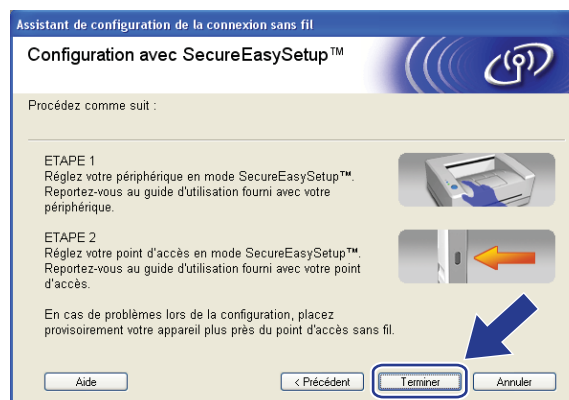 Assistant de configuration de la connexion sans fil
Configuration avec SecureEasySetup™
Procédez comme suit :
ETAPE 1
Réglez votre périphérique en mode SecureEasySetup™.
Reportez-vous au guide d'utilisation fourni avec votre
périphérique.
ETAPE 2
Réglez votre point d'accès en mode SecureEasySetup™.
Reportez-vous au guide d'utilisation fourni avec votre point
d'accès.
En cas de problèmes lors de la configuration, placez
provisoirement votre appareil plus près du point d'accès sans fil.
Aide
< Précédent
Terminer
Annuler